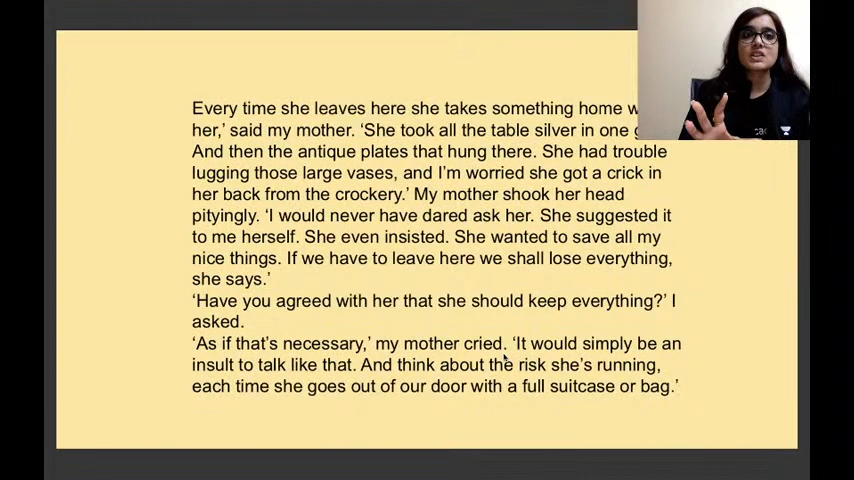 Every time she leaves here she takes something home
her,’ said my mother. ‘She took all the table silver in one
And then the antique plates that hung there. She had trouble
lugging those large vases, and I’m worried she got a crick in
her back from the crockery.’ My mother shook her head
pityingly. ‘I would never have dared ask her. She suggested it
to me herself. She even insisted. She wanted to save all my
nice things. If we have to leave here we shall lose everything,
she says.’
‘Have you agreed with her that she should keep everything?’ I
asked.
‘As if that’s necessary,’ my mother cried. ‘It would simply be an
insult to talk like that. And think about the risk she’s running,
each time she goes out of our door with a full suitcase or bag.’